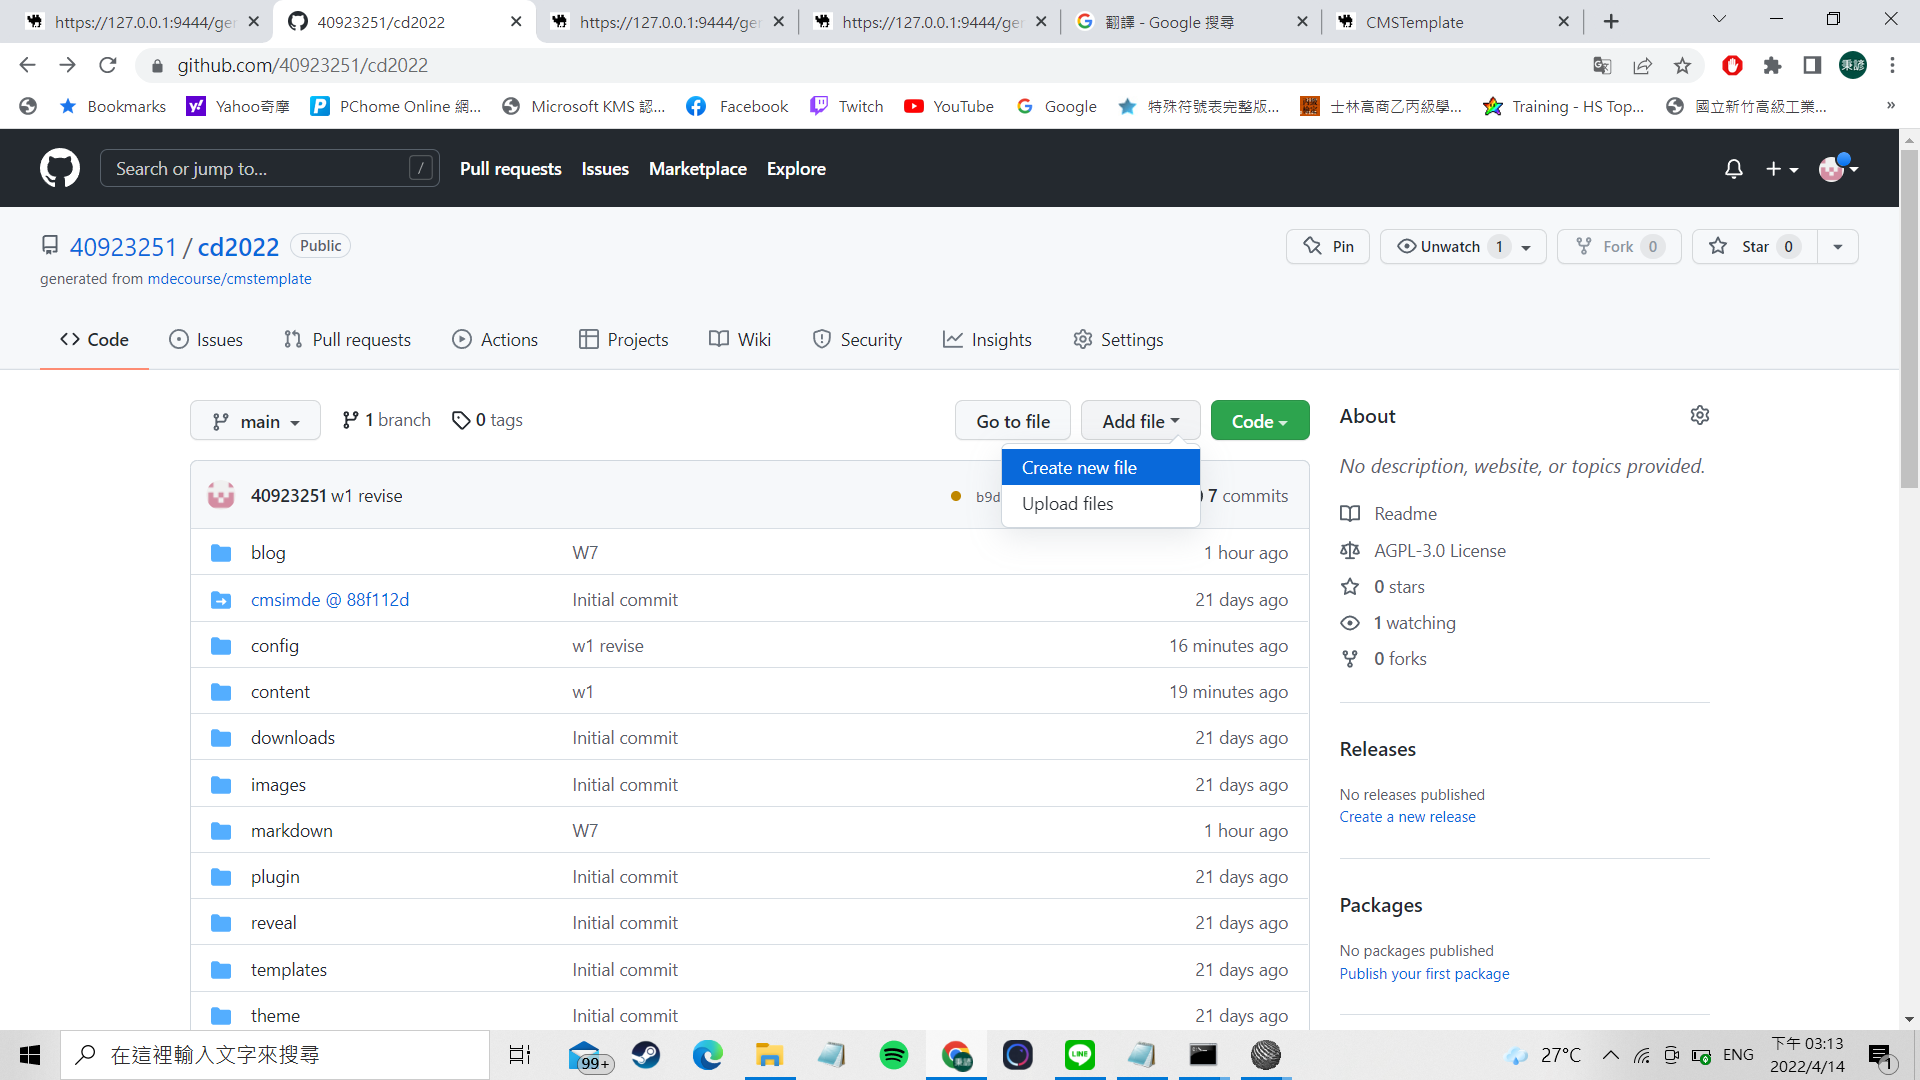 https://127.0.0.1:9444/ger
40923251/cd2022
https://127.0.0.1:9444/ger
https://127.0.0.1:9444/ger
翻譯 - Google 搜尋
CMSTemplate
github.com/40923251/cd2022
秉諺
Bookmarks
Yahoo奇摩
PChome Online 網...
Microsoft KMS 認...
Facebook
Twitch
YouTube
Google
特殊符號表完整版...
士林高商乙丙級學...
Training - HS Top...
國立新竹高級工業...
»
Search or jump to...
/
Pull requests
Issues
Marketplace
Explore
40923251 / cd2022
Public
Pin
Unwatch 1
Fork 0
Star 0
generated from mdecourse/cmstemplate
Code
Issues
Pull requests
Actions
Projects
Wiki
Security
Insights
Settings
main
1 branch
0 tags
Go to file
Add file
Code
Create new file
Upload files
40923251 w1 revise
b9d
7 commits
blog W7 1 hour ago
cmsimde @ 88f112d Initial commit 21 days ago
config w1 revise 16 minutes ago
content w1 19 minutes ago
downloads Initial commit 21 days ago
images Initial commit 21 days ago
markdown W7 1 hour ago
plugin Initial commit 21 days ago
reveal Initial commit 21 days ago
templates Initial commit 21 days ago
theme Initial commit 21 days ago
About
No description, website, or topics provided.
Readme
AGPL-3.0 License
0 stars
1 watching
0 forks
Releases
No releases published
Create a new release
Packages
No packages published
Publish your first package
在這裡輸入文字來搜尋
99+
LINE
27°C
ENG
下午 03:13
2022/4/14
1